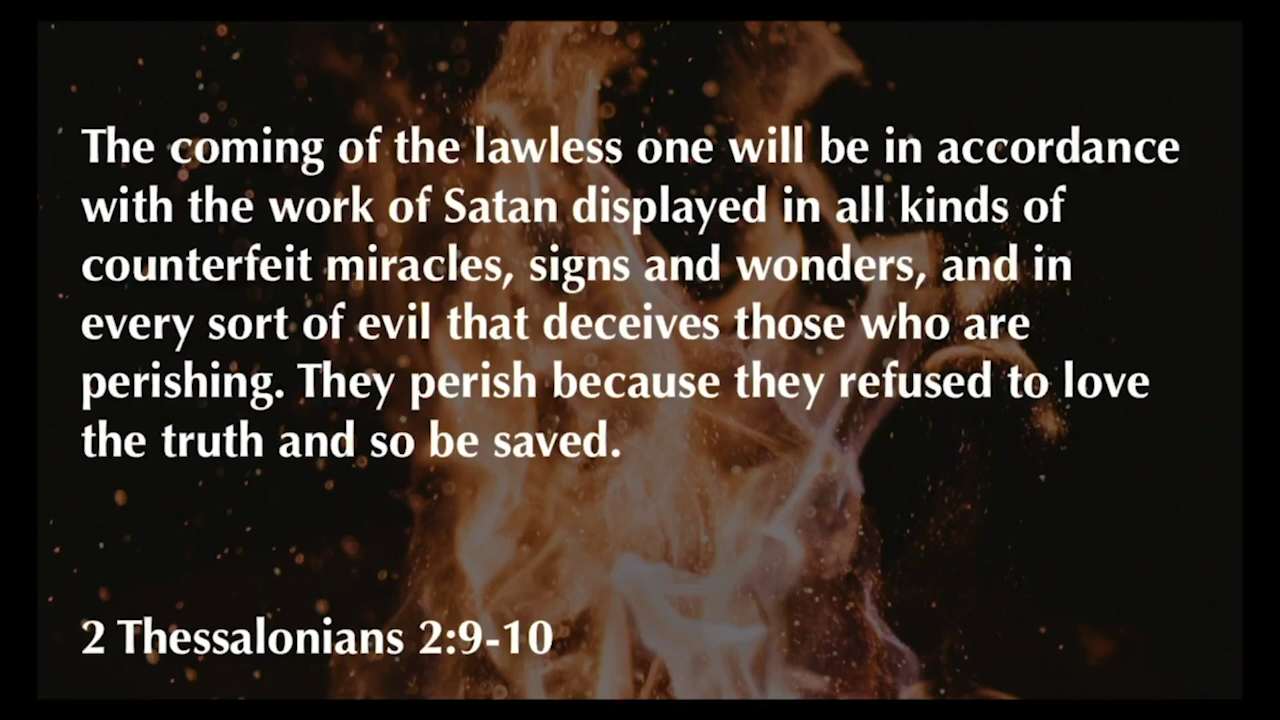 The coming of the lawless one will be in accordance
with the work of Satan displayed in all kinds of
counterfeit miracles, signs and wonders, and in
every sort of evil that deceives those who are
perishing. They perish because they refused to love
the truth and so be saved.
2 Thessalonians 2:9-10